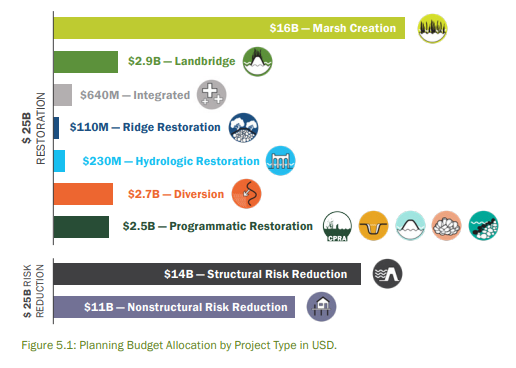 $ 25B
RESTORATION
$16B — Marsh Creation
$2.9B — Landbridge
$640M — Integrated
$110M — Ridge Restoration
$230M — Hydrologic Restoration
$2.7B — Diversion
$2.5B — Programmatic Restoration
CPRA
$ 25B RISK
REDUCTION
$14B — Structural Risk Reduction
$11B — Nonstructural Risk Reduction
Figure 5.1: Planning Budget Allocation by Project Type in USD.